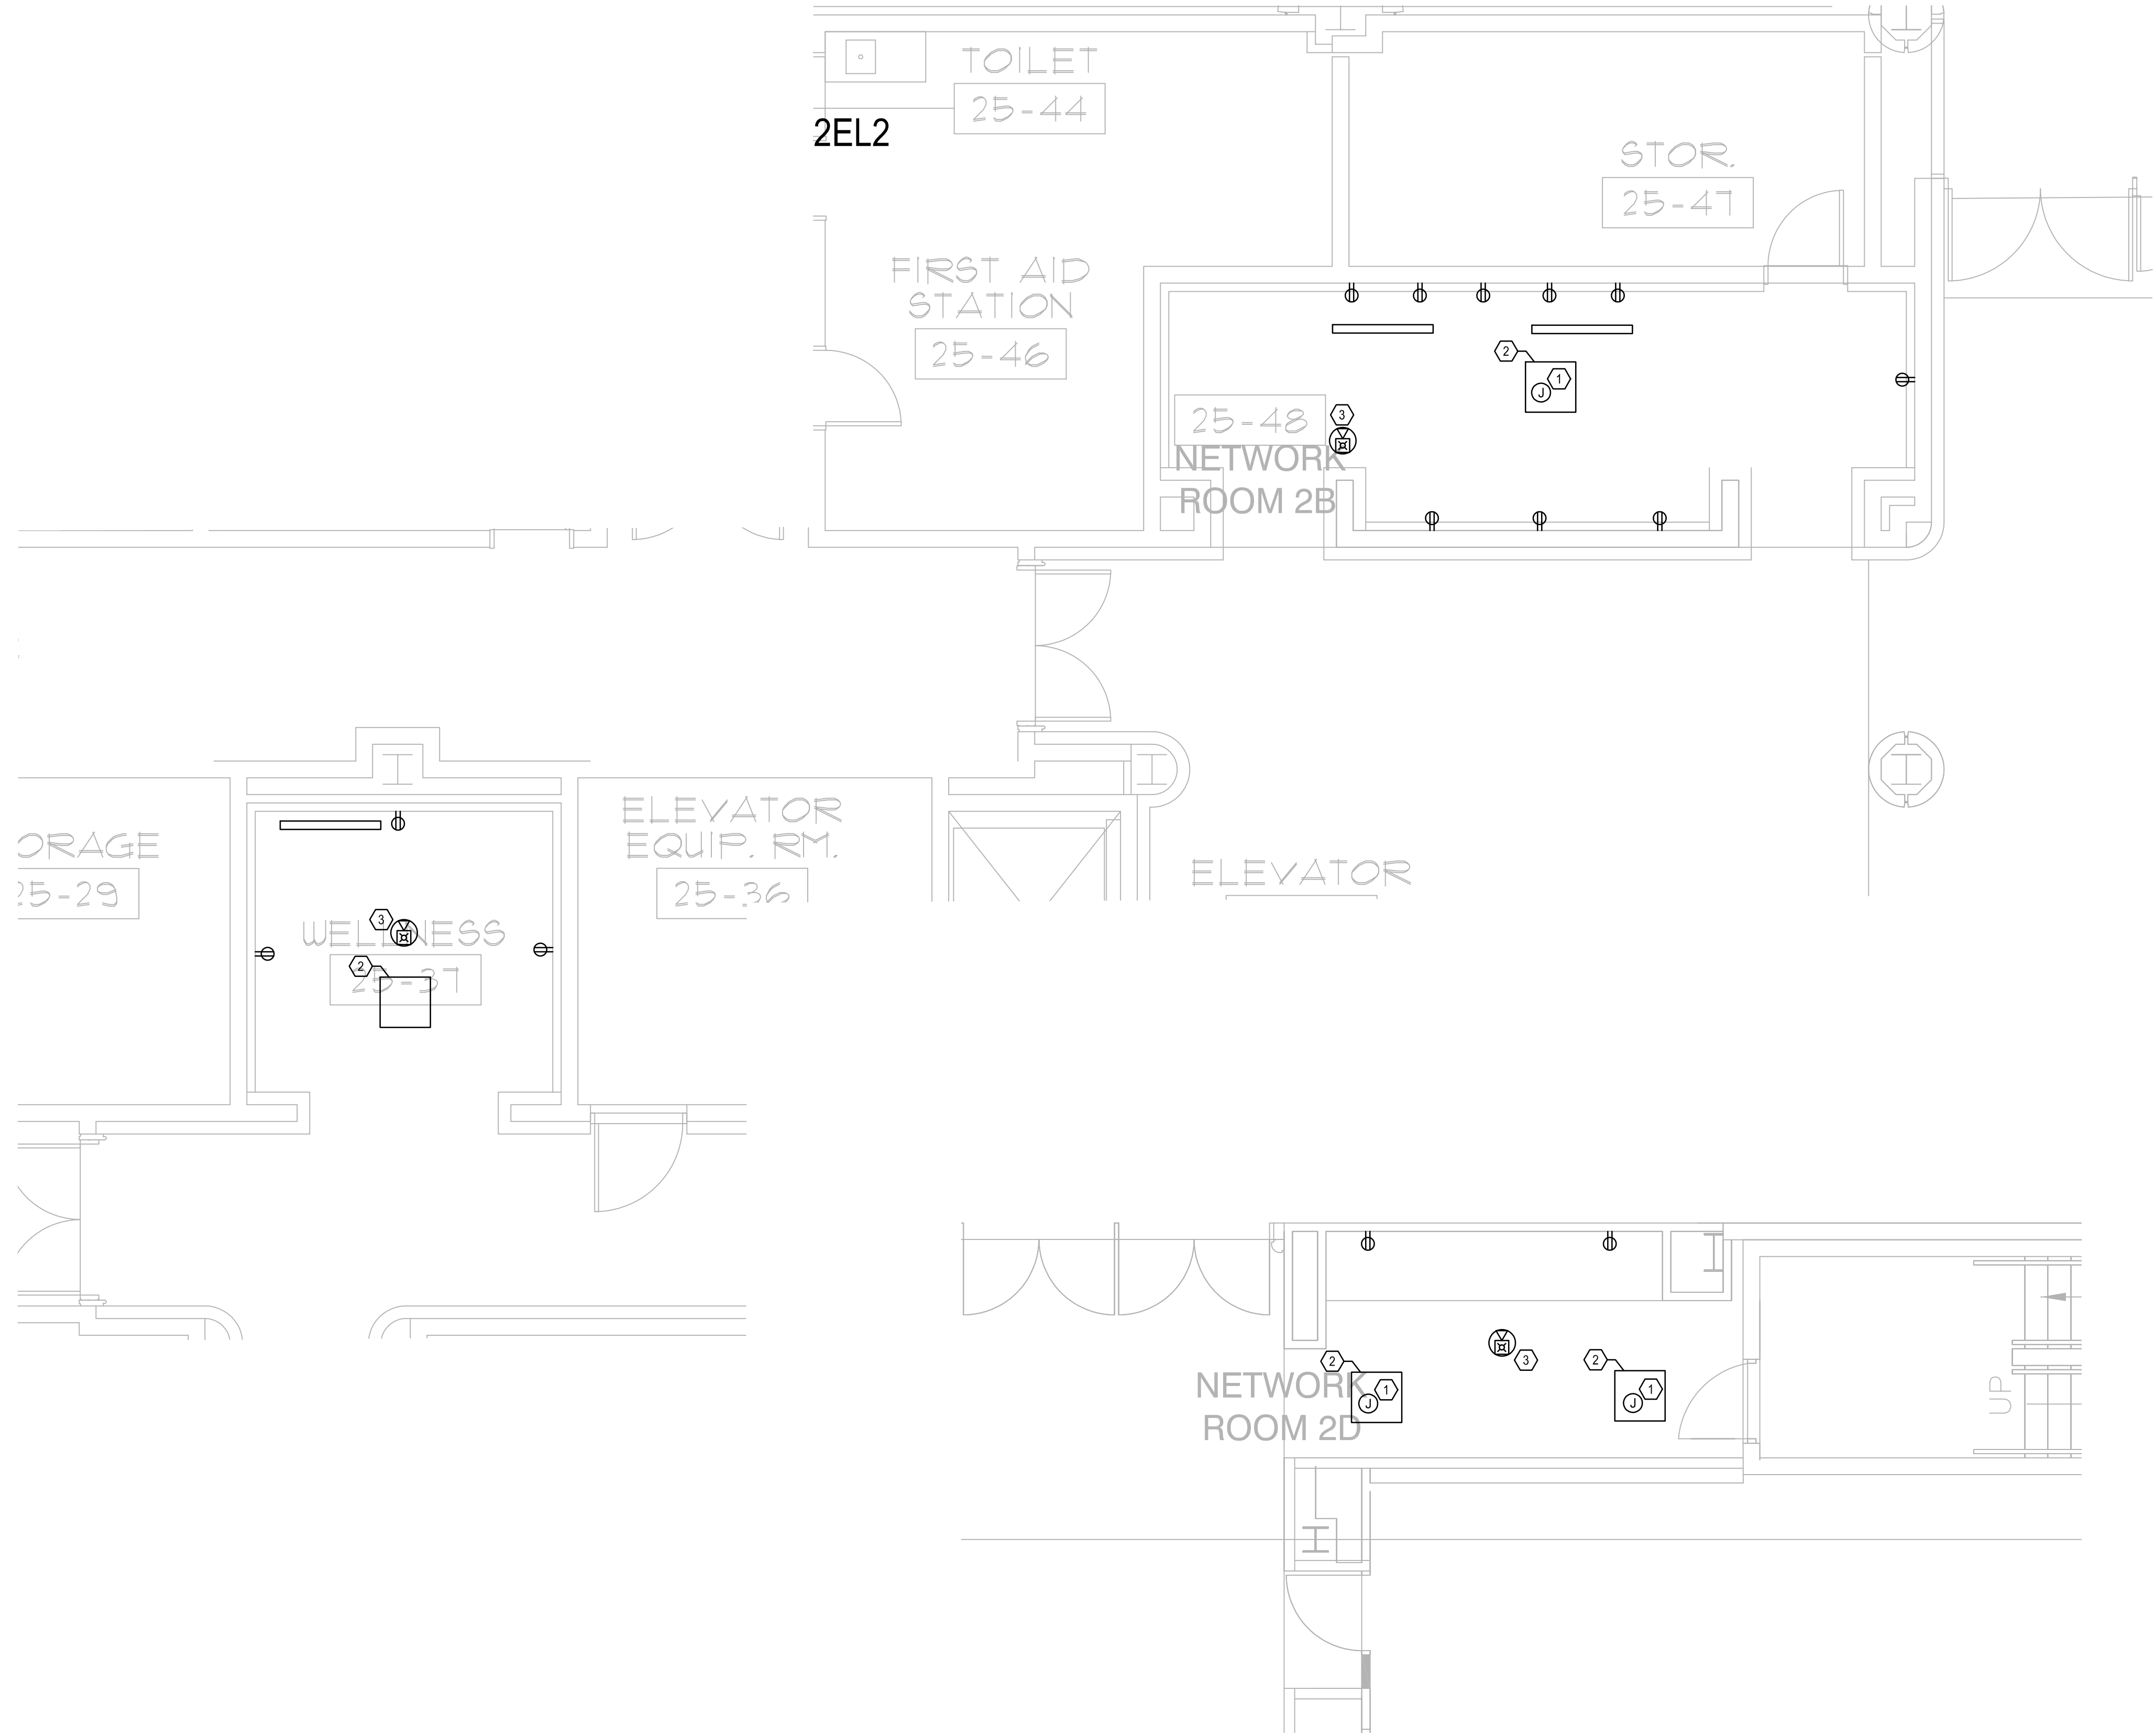 TOILET
25-44
2EL2
STOR.
25-47
FIRST AID
STATION
25-46
2
1
J
25-48
3
NETWORK
ROOM 2B
ORAGE
25-29
ELEVATOR
EQUIP. RM.
25-36
ELEVATOR
3
WELLNESS
2
25-37
NETWORK
ROOM 2D
2
1
J
3
2
1
J
UP